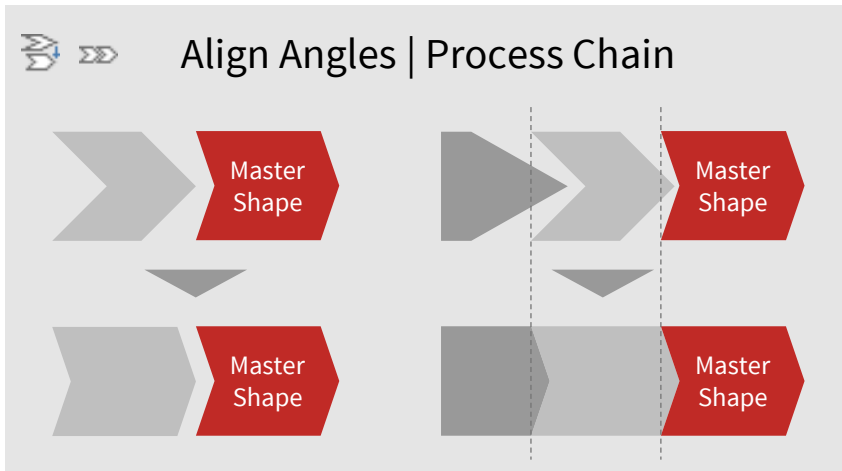 Align Angles | Process Chain
Master
Shape
Master
Shape
Master
Shape
Master
Shape